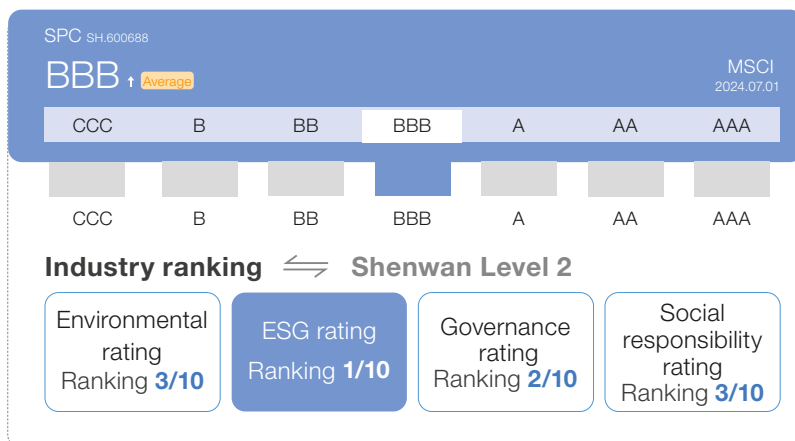 SPC SH.600688
BBB ↑ Average
MSCI
2024.07.01
CCC B BB BBB A AA AAA
CCC B BB BBB A AA AAA
Industry ranking ⇌ Shenwan Level 2
Environmental
rating
Ranking 3/10
ESG rating
Ranking 1/10
Governance
rating
Ranking 2/10
Social
responsibility
rating
Ranking 3/10